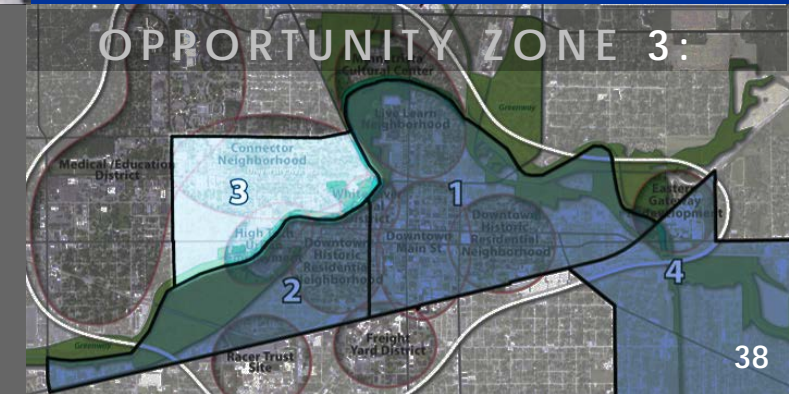 OPPORTUNITY ZONE 3:
Cultural Center
Live Learn
Neighborhood
Greenway
Connector
Neighborhood
Medical /Education
District
3
1
Eastern
Gateway
High Tech
Downtown
Historic
Residential
Neighborhood
Downtown
Main St.
Downtown
Historic
Residential
Neighborhood
2
4
Greenway
Racer Trust
Site
Freight
Yard District
38